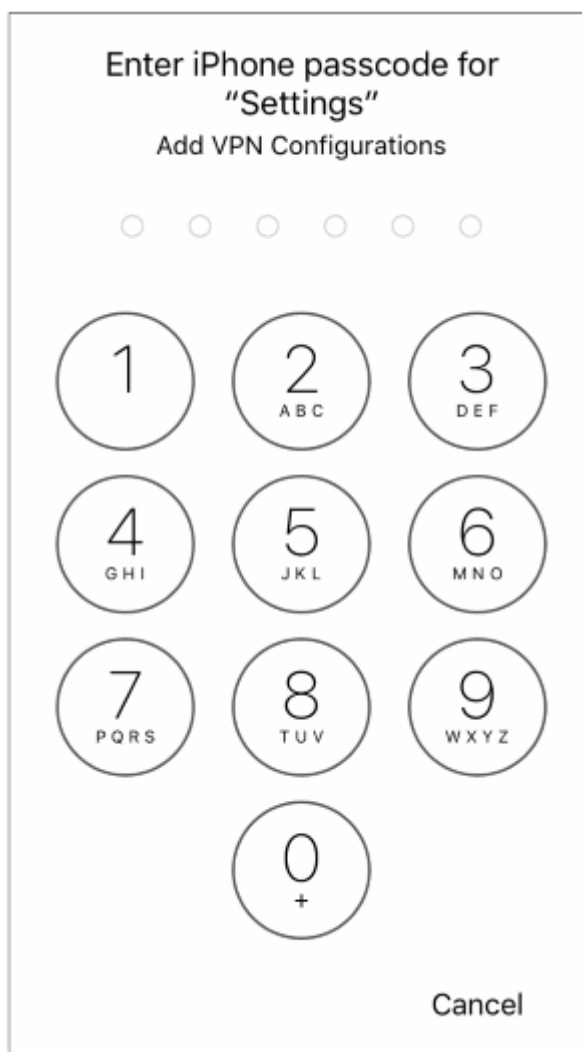 Enter iPhone passcode for
“Settings”
Add VPN Configurations
1 2 3
ABC DEF
4 5 6
GHI JKL MNO
7 8 9
PQRS TUV WXYZ
0
+
Cancel